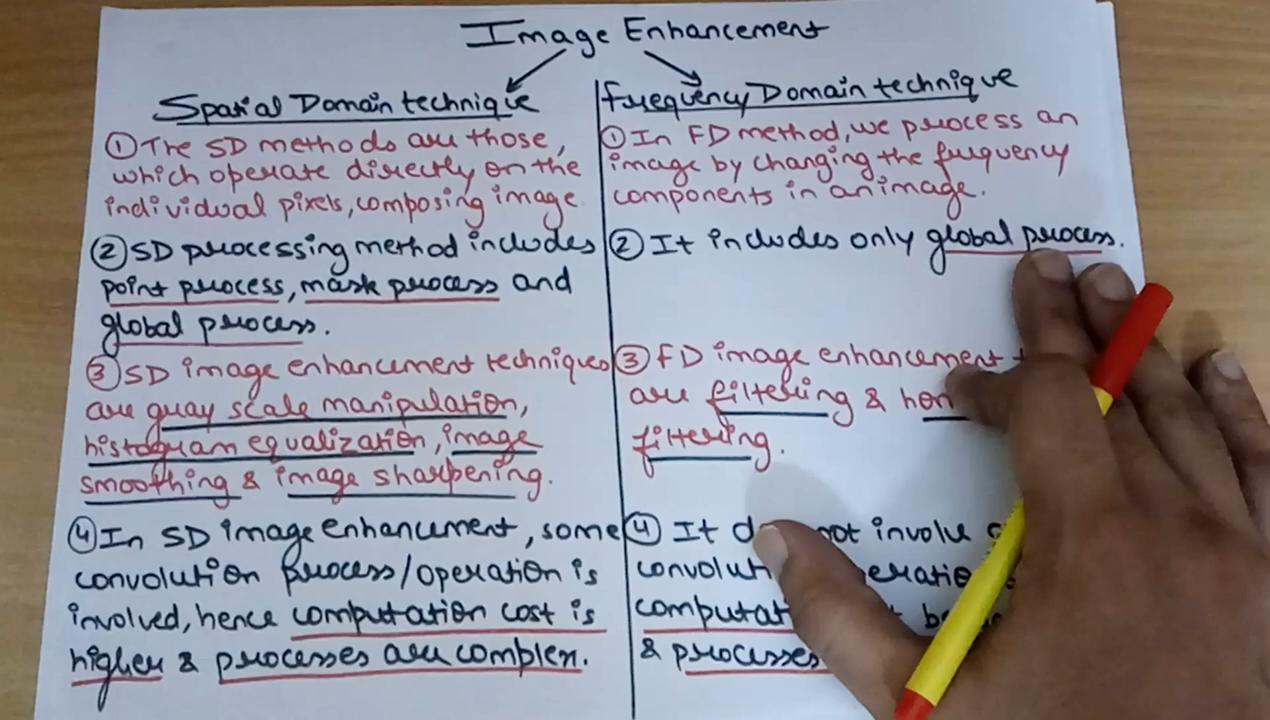 Image Enhancement
Spatial Domain technique
① The SD methods are those,
which operate directly on the
individual pixels, composing image.
② SD processing method includes
point process, mask process and
global process.
③ SD image enhancement techniques
are gray scale manipulation,
histogram equalization, image
smoothing & image sharpening.
④ In SD image enhancement, some
convolution process/operation is
involved, hence computation cost is
higher & processes are complex.
Frequency Domain technique
① In FD method, we process an
image by changing the frequency
components in an image.
② It includes only global process.
③ FD image enhancement
are filtering &
filtering.
④ It not involve
& processes